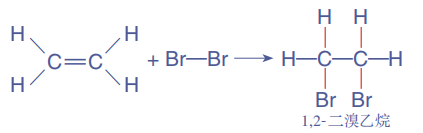 H H H H
C=C + Br—Br → H—C—C—H
H H Br Br
1,2-二溴乙烷